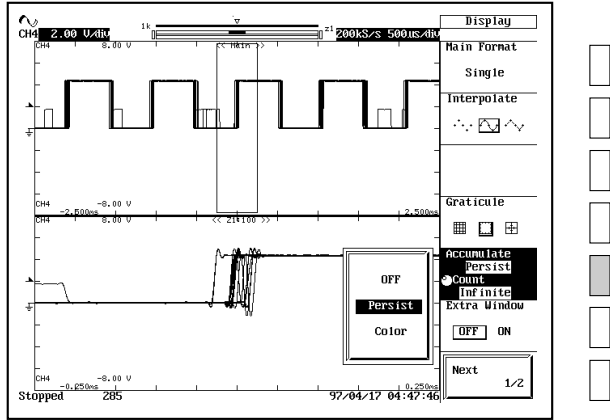 Display
CH4 2.00 V/div
1k
z1
200kS/s 500us/div
CH4 8.00 V
<< Main >>
Main Format
Single
Interpolate
CH4 -8.00 V
-2.500ms
2.500ms
Graticule
CH4 8.00 V
<< Z1*100 >>
Accumulate
Persist
Count
Infinite
OFF
Persist
Color
Extra Window
OFF ON
CH4 -8.00 V
-0.250ms
0.250ms
Next
1/2
Stopped 285
97/04/17 04:47:46